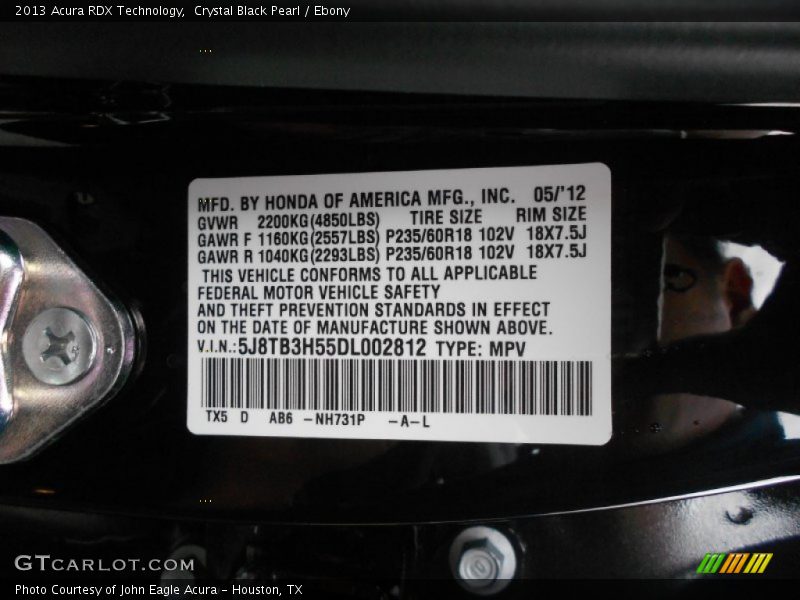 2013 Acura RDX Technology,  Crystal Black Pearl / Ebony
MFD. BY HONDA OF AMERICA MFG., INC. 05/'12
GVWR 2200KG(4850LBS) TIRE SIZE RIM SIZE
GAWR F 1160KG(2557LBS) P235/60R18 102V 18X7.5J
GAWR R 1040KG(2293LBS) P235/60R18 102V 18X7.5J
THIS VEHICLE CONFORMS TO ALL APPLICABLE
FEDERAL MOTOR VEHICLE SAFETY
AND THEFT PREVENTION STANDARDS IN EFFECT
ON THE DATE OF MANUFACTURE SHOWN ABOVE.
V.I.N.:5J8TB3H55DL002812 TYPE: MPV
TX5 D AB6 -NH731P -A-L
GTCARLOT.COM
Photo Courtesy of John Eagle Acura - Houston, TX